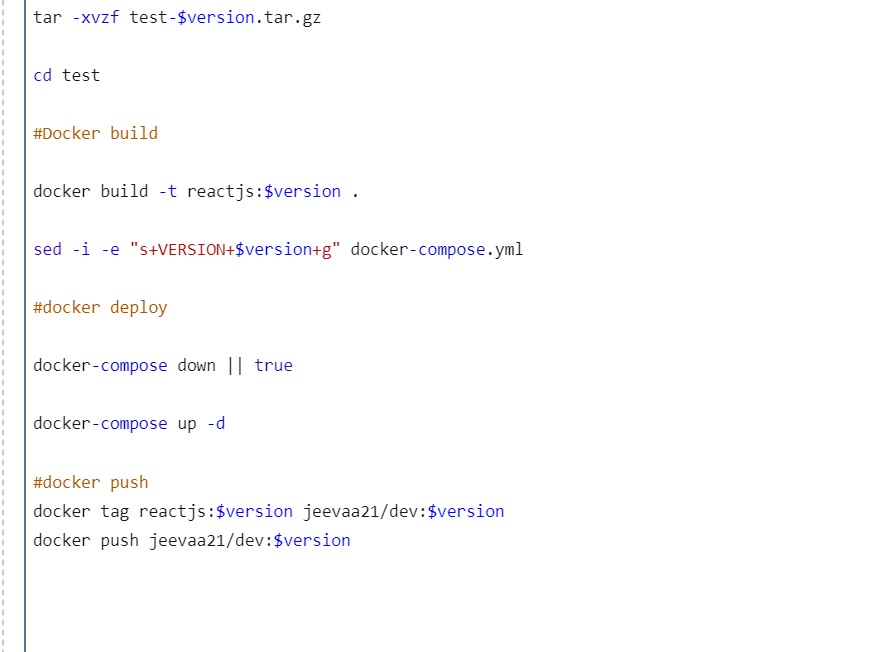 tar -xvzf test-$version.tar.gz
cd test
#Docker build
docker build -t reactjs:$version .
sed -i -e "s+VERSION+$version+g" docker-compose.yml
#docker deploy
docker-compose down || true
docker-compose up -d
#docker push
docker tag reactjs:$version jeevaa21/dev:$version
docker push jeevaa21/dev:$version